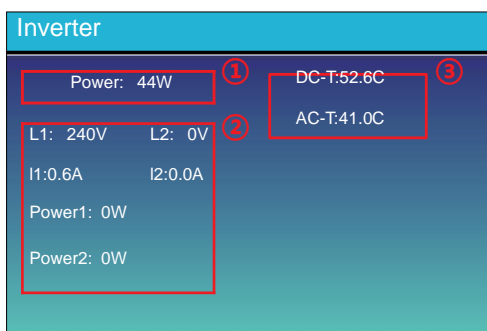 Inverter
Power: 44W
①
L1: 240V L2: 0V
②
I1:0.6A I2:0.0A
Power1: 0W
Power2: 0W
DC-T:52.6C
③
AC-T:41.0C